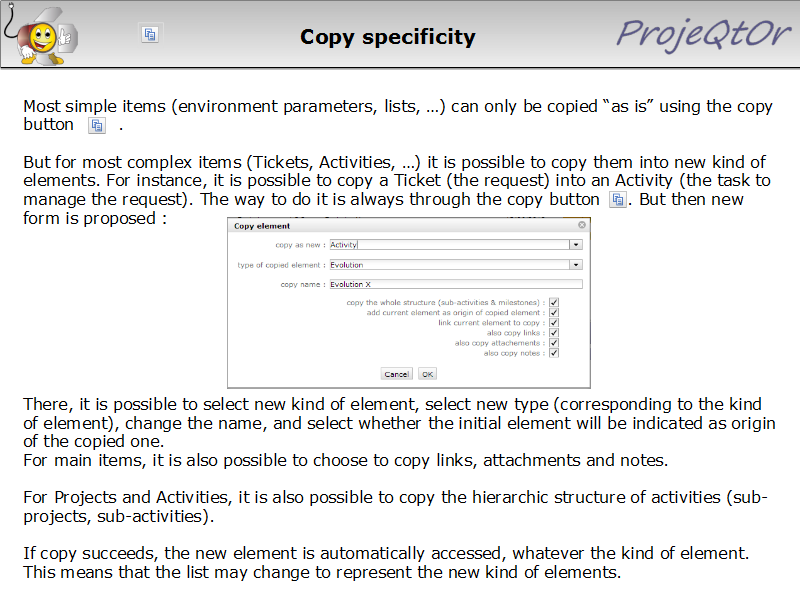 Copy specificity
ProjeQtOr
Most simple items (environment parameters, lists, ...) can only be copied “as is” using the copy
button .
But for most complex items (Tickets, Activities, ...) it is possible to copy them into new kind of
elements. For instance, it is possible to copy a Ticket (the request) into an Activity (the task to
manage the request). The way to do it is always through the copy button . But then new
form is proposed :
Copy element
copy as new : Activity
type of copied element : Evolution
copy name : Evolution X
copy the whole structure (sub-activities & milestones) :
add current element as origin of copied element :
link current element to copy :
also copy links :
also copy attachements :
also copy notes :
Cancel OK
There, it is possible to select new kind of element, select new type (corresponding to the kind
of element), change the name, and select whether the initial element will be indicated as origin
of the copied one.
For main items, it is also possible to choose to copy links, attachments and notes.
For Projects and Activities, it is also possible to copy the hierarchic structure of activities (sub-
projects, sub-activities).
If copy succeeds, the new element is automatically accessed, whatever the kind of element.
This means that the list may change to represent the new kind of elements.